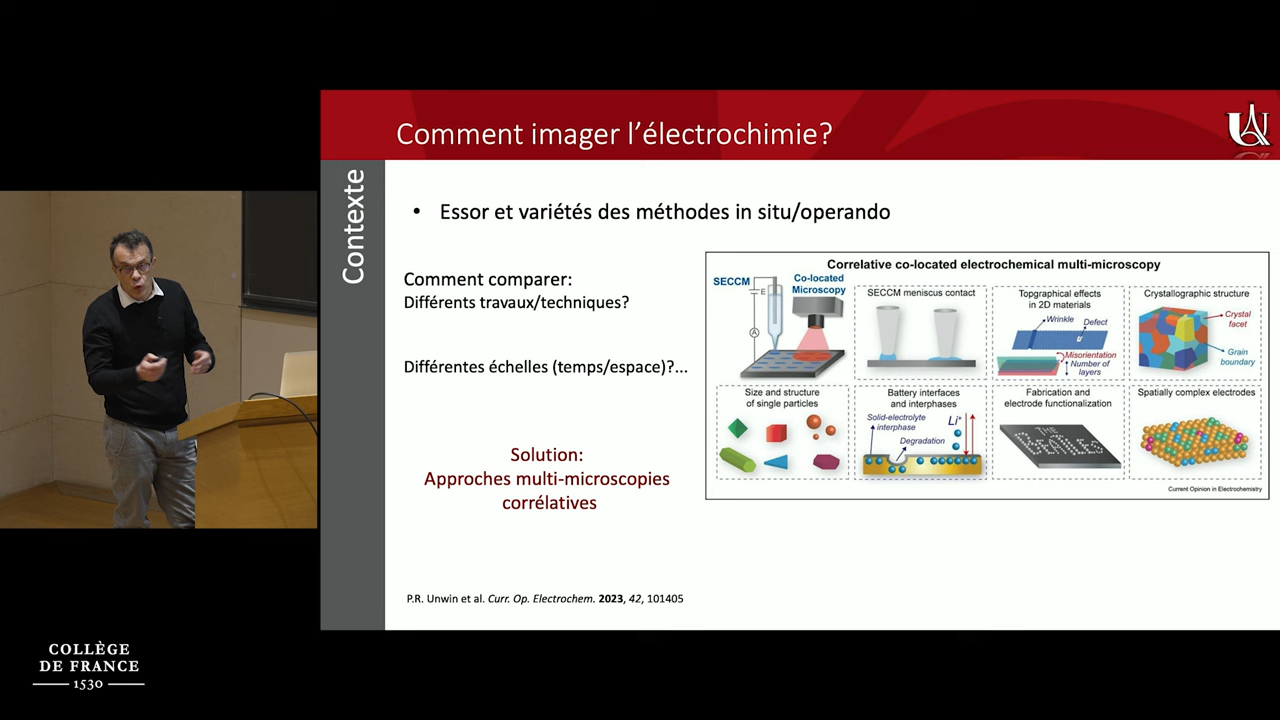 Comment imager l'électrochimie?
Contexte
• Essor et variétés des méthodes in situ/operando
Comment comparer:
Différents travaux/techniques?
Différentes échelles (temps/espace)?...
Solution:
Approches multi-microscopies
corrélatives
Correlative co-located electrochemical multi-microscopy
SECCM
E
A
Co-located
Microscopy
SECCM meniscus contact
Topgraphical effects
in 2D materials
Wrinkle
Defect
Misorientation
Number of
layers
Crystallographic structure
Crystal
facet
Grain
boundary
Size and structure
of single particles
Battery interfaces
and interphases
Solid-electrolyte
interphase
Li+
Degradation
Fabrication and
electrode functionalization
Spatially complex electrodes
Current Opinion in Electrochemistry
P.R. Unwin et al. Curr. Op. Electrochem. 2023, 42, 101405
COLLÈGE
DE FRANCE
1530